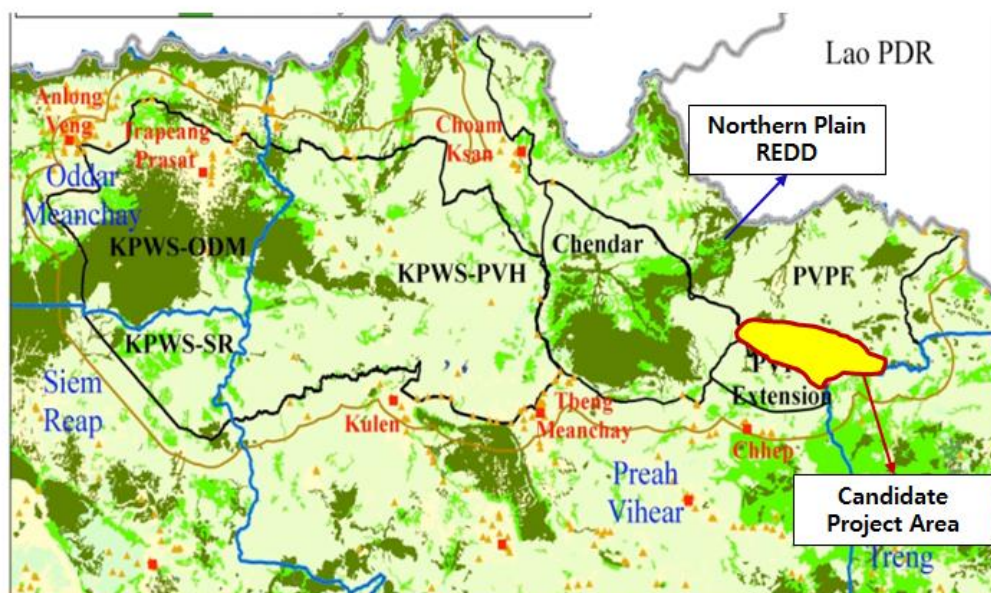 Lao PDR
Northern Plain
REDD
Anlong
Veng
Trapeang
Prasat
Choam
Ksan
Oddar
Meanchay
KPWS-ODM
KPWS-PVH
Chendar
PVPF
KPWS-SR
Extension
Siem
Reap
Kulen
Tbeng
Meanchay
Chhep
Preah
Vihear
Candidate
Project Area
Treng